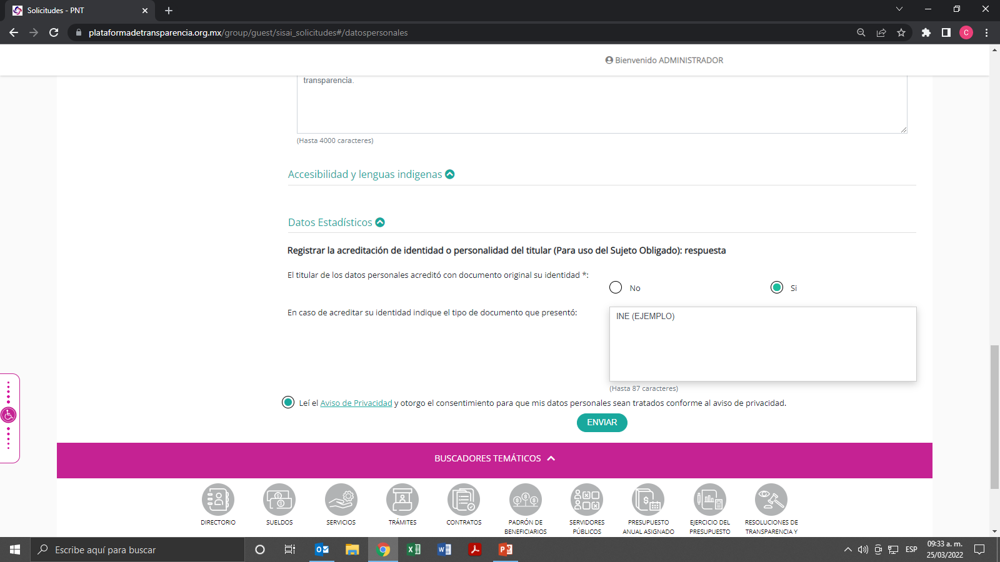 Solicitudes - PNT
plataformadetransparencia.org.mx/group/guest/sisai_solicitudes#/datospersonales
C
Bienvenido ADMINISTRADOR
transparencia.
(Hasta 4000 caracteres)
Accesibilidad y lenguas indigenas
Datos Estadísticos
Registrar la acreditación de identidad o personalidad del titular (Para uso del Sujeto Obligado): respuesta
El titular de los datos personales acreditó con documento original su identidad *:
No Si
En caso de acreditar su identidad indique el tipo de documento que presentó:
INE (EJEMPLO)
(Hasta 87 caracteres)
Leí el Aviso de Privacidad y otorgo el consentimiento para que mis datos personales sean tratados conforme al aviso de privacidad.
ENVIAR
BUSCADORES TEMÁTICOS
DIRECTORIO
SUELDOS
SERVICIOS
TRÁMITES
CONTRATOS
PADRÓN DE
BENEFICIARIOS
SERVIDORES
PÚBLICOS
PRESUPUESTO
ANUAL ASIGNADO
EJERCICIO DEL
PRESUPUESTO
RESOLUCIONES DE
TRANSPARENCIA Y
Escribe aquí para buscar
ESP
09:33 a. m.
25/03/2022